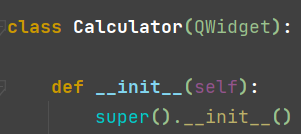 class Calculator(QWidget):
def __init__(self):
super().__init__()